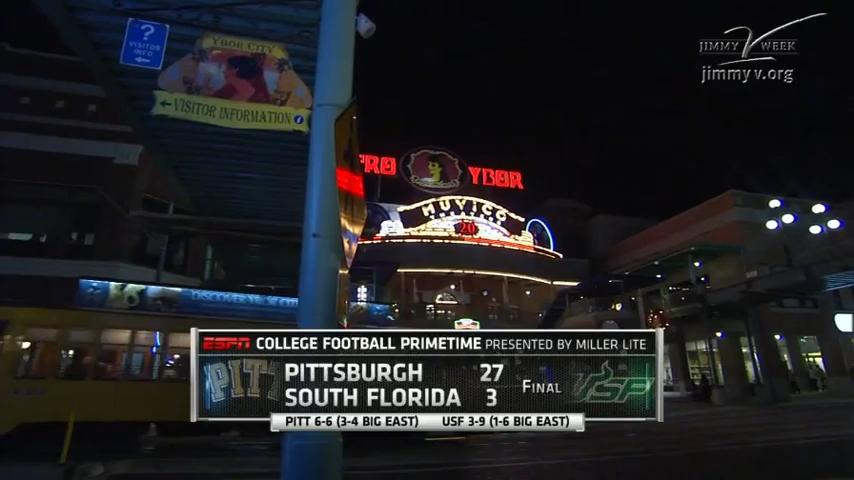 JIMMY V WEEK
jimmyv.org
?
VISITOR
INFO
YBOR CITY
VISITOR INFORMATION
i
TRO YBOR
MUVICO
THEATRES
20
ESPN COLLEGE FOOTBALL PRIMETIME PRESENTED BY MILLER LITE
PITT PITTSBURGH 27
SOUTH FLORIDA 3
Final
USF
PITT 6-6 (3-4 BIG EAST) USF 3-9 (1-6 BIG EAST)